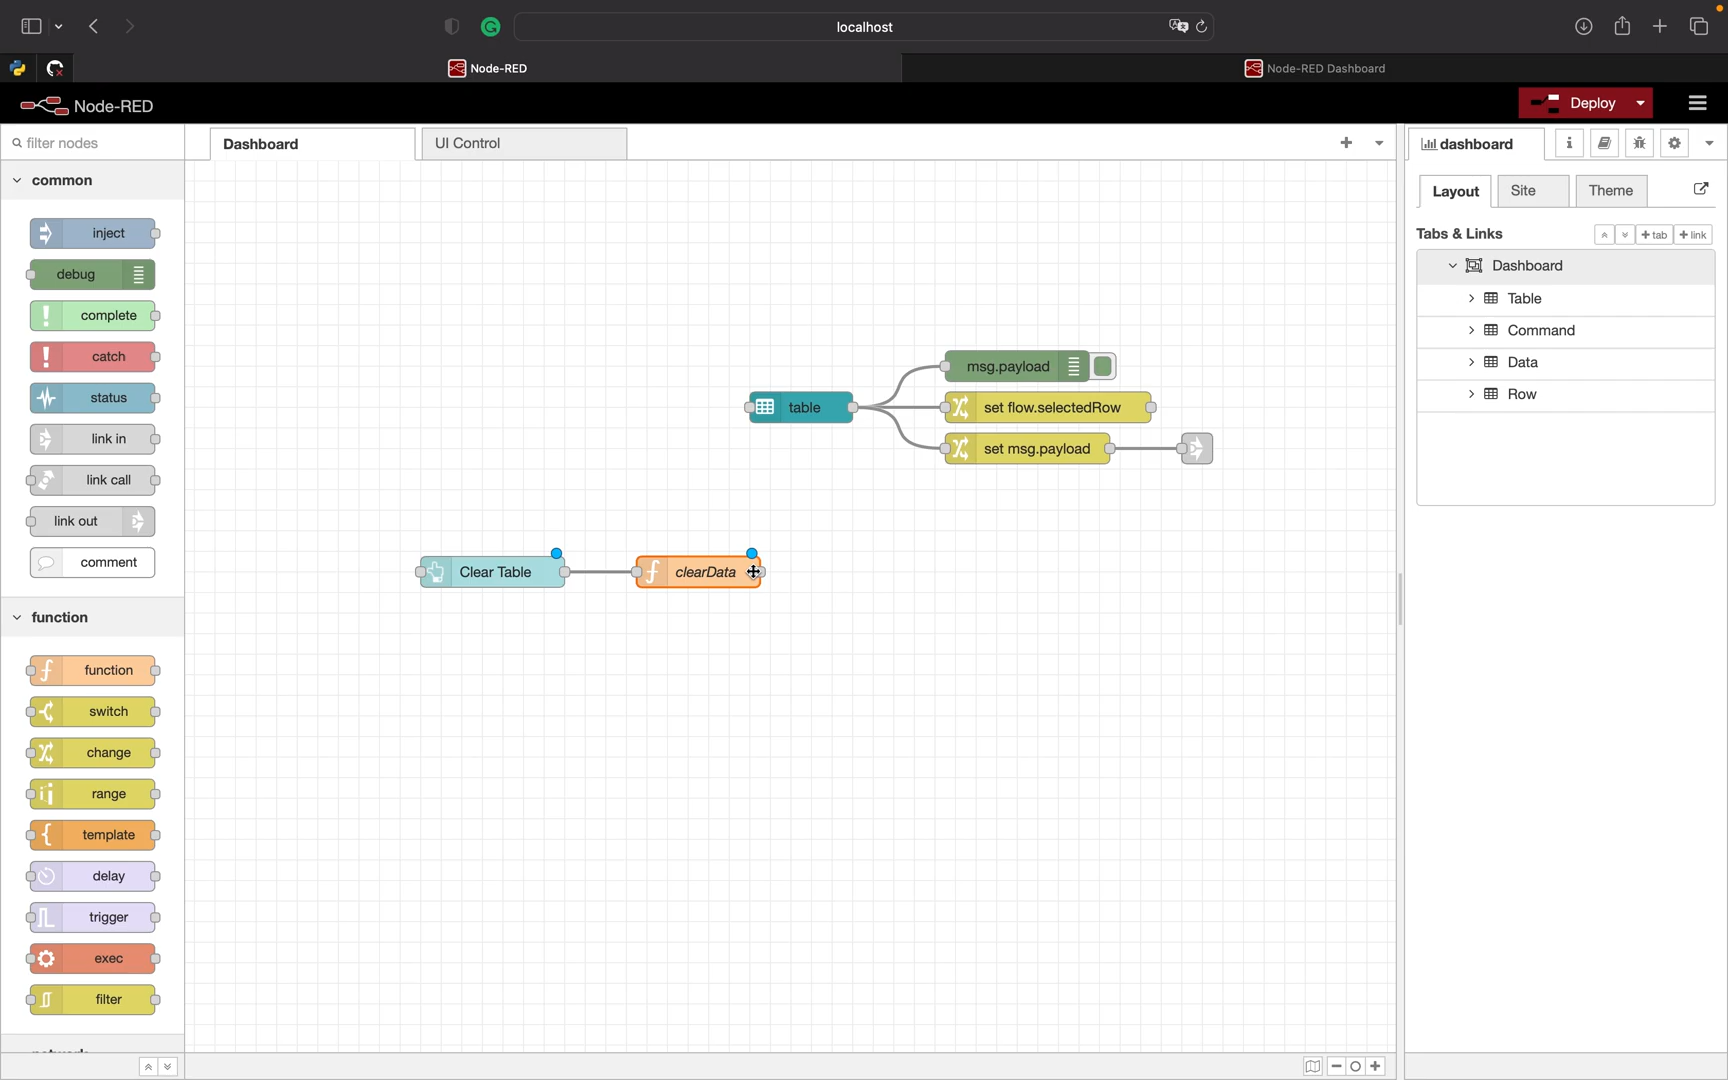 localhost
Node-RED
Node-RED Dashboard
Node-RED
Deploy
filter nodes
Dashboard
UI Control
dashboard
common
Layout
Site
Theme
inject
Tabs & Links
+ tab
+ link
debug
Dashboard
complete
Table
Command
catch
msg.payload
Data
status
table
set flow.selectedRow
Row
link in
set msg.payload
link call
link out
comment
Clear Table
clearData
function
function
switch
change
range
template
delay
trigger
exec
filter